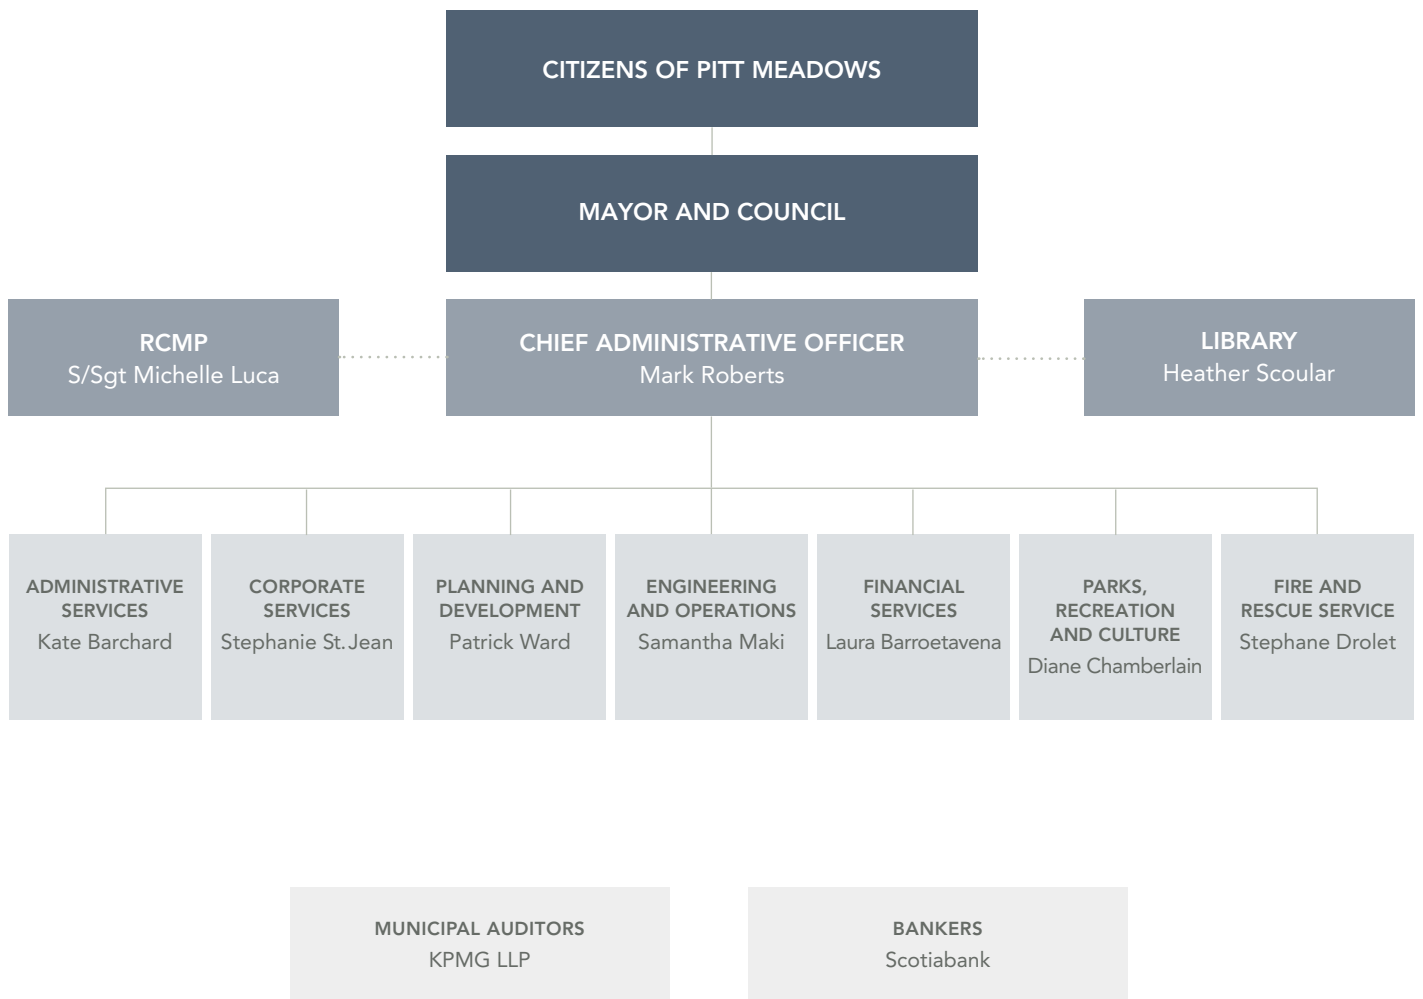 CITIZENS OF PITT MEADOWS
MAYOR AND COUNCIL
RCMP
S/Sgt Michelle Luca
CHIEF ADMINISTRATIVE OFFICER
Mark Roberts
LIBRARY
Heather Scoular
ADMINISTRATIVE
SERVICES
Kate Barchard
CORPORATE
SERVICES
Stephanie St.Jean
PLANNING AND
DEVELOPMENT
Patrick Ward
ENGINEERING
AND OPERATIONS
Samantha Maki
FINANCIAL
SERVICES
Laura Barroetavena
PARKS,
RECREATION
AND CULTURE
Diane Chamberlain
FIRE AND
RESCUE SERVICE
Stephane Drolet
MUNICIPAL AUDITORS
KPMG LLP
BANKERS
Scotiabank